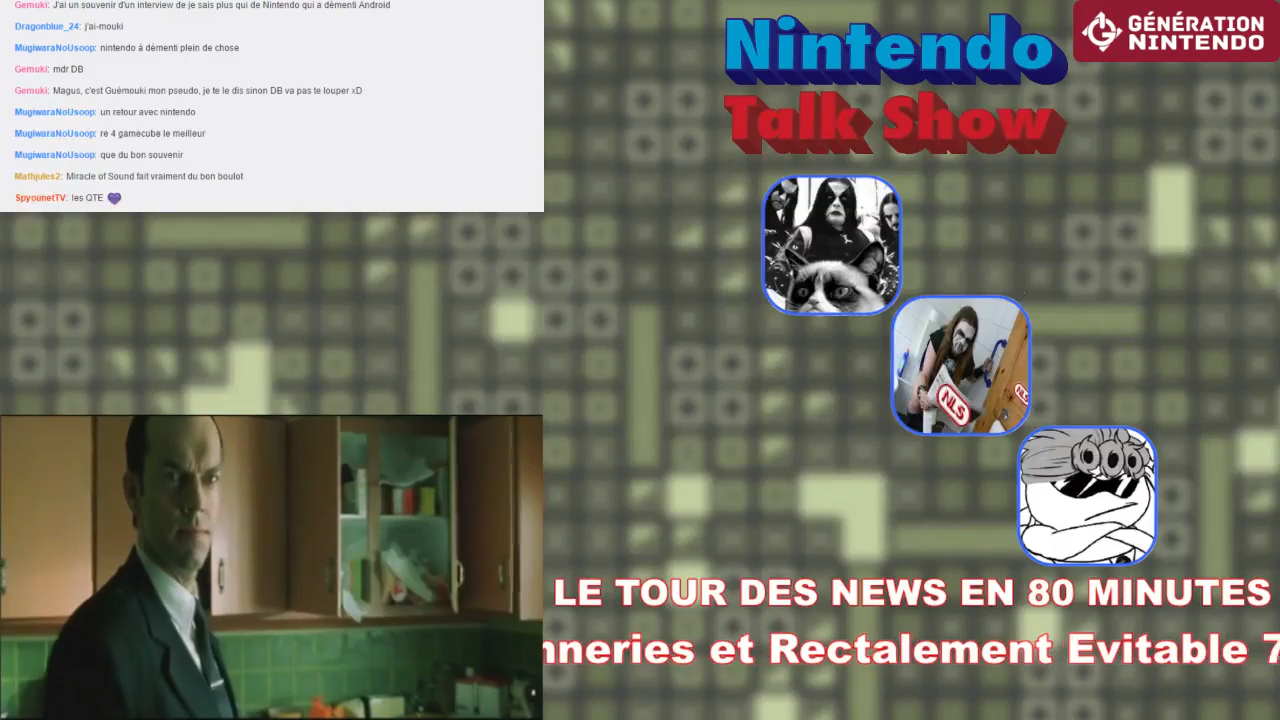 Gemuki: J'ai un souvenir d'un interview de je sais plus qui de Nintendo qui a démenti Android
Dragonblue_24: j'ai-mouki
MugiwaraNoUsoop: nintendo à démenti plein de chose
Gemuki: mdr DB
Gemuki: Magus, c'est Guèmouki mon pseudo, je te le dis sinon DB va pas te louper xD
MugiwaraNoUsoop: un retour avec nintendo
MugiwaraNoUsoop: re 4 gamecube le meilleur
MugiwaraNoUsoop: que du bon souvenir
Mathjules2: Miracle of Sound fait vraiment du bon boulot
SpyounetTV: les QTE
Nintendo
Talk Show
GÉNÉRATION
NINTENDO
NLS
NLS
LE TOUR DES NEWS EN 80 MINUTES
nneries et Rectalement Evitable 7